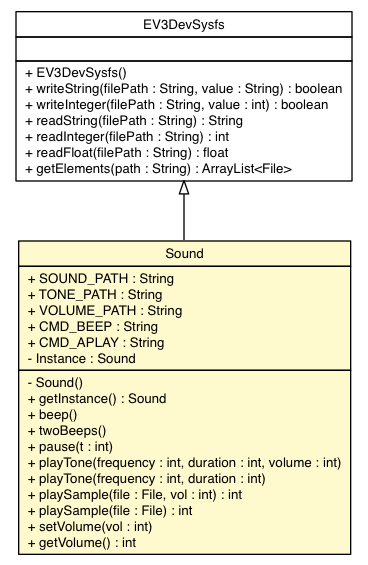 EV3DevSysfs
+ EV3DevSysfs()
+ writeString(filePath : String, value : String) : boolean
+ writeInteger(filePath : String, value : int) : boolean
+ readString(filePath : String) : String
+ readInteger(filePath : String) : int
+ readFloat(filePath : String) : float
+ getElements(path : String) : ArrayList<File>
Sound
+ SOUND_PATH : String
+ TONE_PATH : String
+ VOLUME_PATH : String
+ CMD_BEEP : String
+ CMD_APLAY : String
- Instance : Sound
- Sound()
+ getInstance() : Sound
+ beep()
+ twoBeeps()
+ pause(t : int)
+ playTone(frequency : int, duration : int, volume : int)
+ playTone(frequency : int, duration : int)
+ playSample(file : File, vol : int) : int
+ playSample(file : File) : int
+ setVolume(vol : int)
+ getVolume() : int